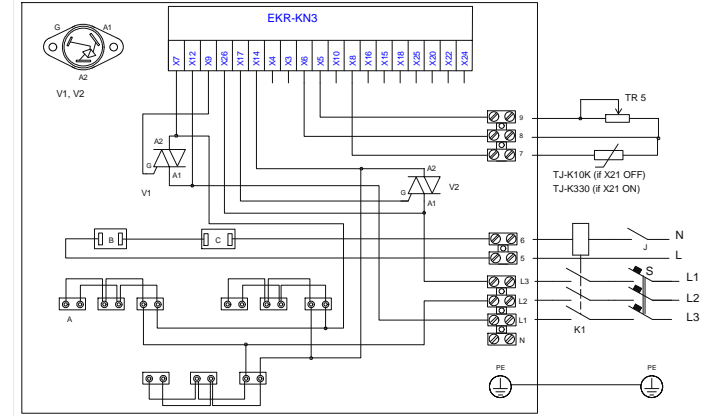 EKR-KN3
G
A1
A2
V1, V2
X7
X12
X9
X26
X17
X14
X4
X3
X6
X5
X10
X8
X16
X15
X18
X25
X20
X22
X24
TR 5
9
8
7
TJ-K10K (if X21 OFF)
TJ-K330 (if X21 ON)
A2
G
A1
V1
A2
G
V2
A1
B
C
6
5
J
N
L
A
L3
L2
L1
N
S
K1
L1
L2
L3
PE
PE